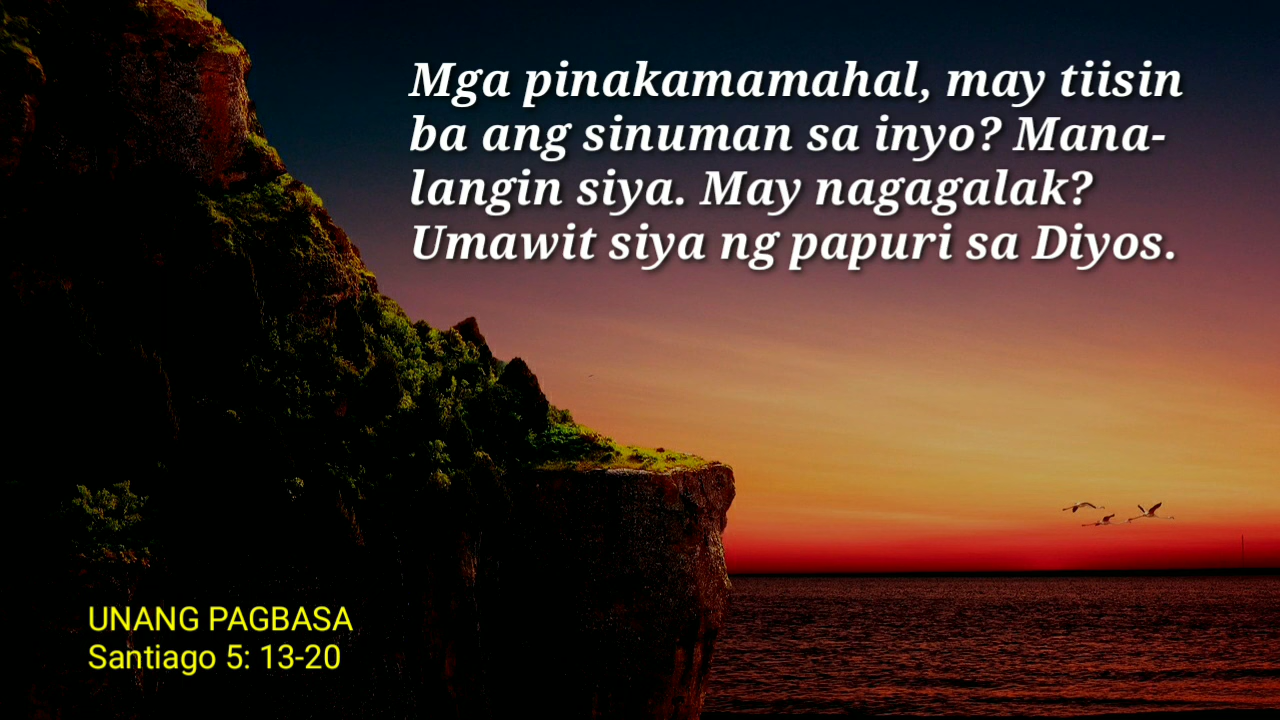 Mga pinakamamahal, may tiisin
ba ang sinuman sa inyo? Mana-
langin siya. May nagagalak?
Umawit siya ng papuri sa Diyos.
UNANG PAGBASA
Santiago 5: 13-20